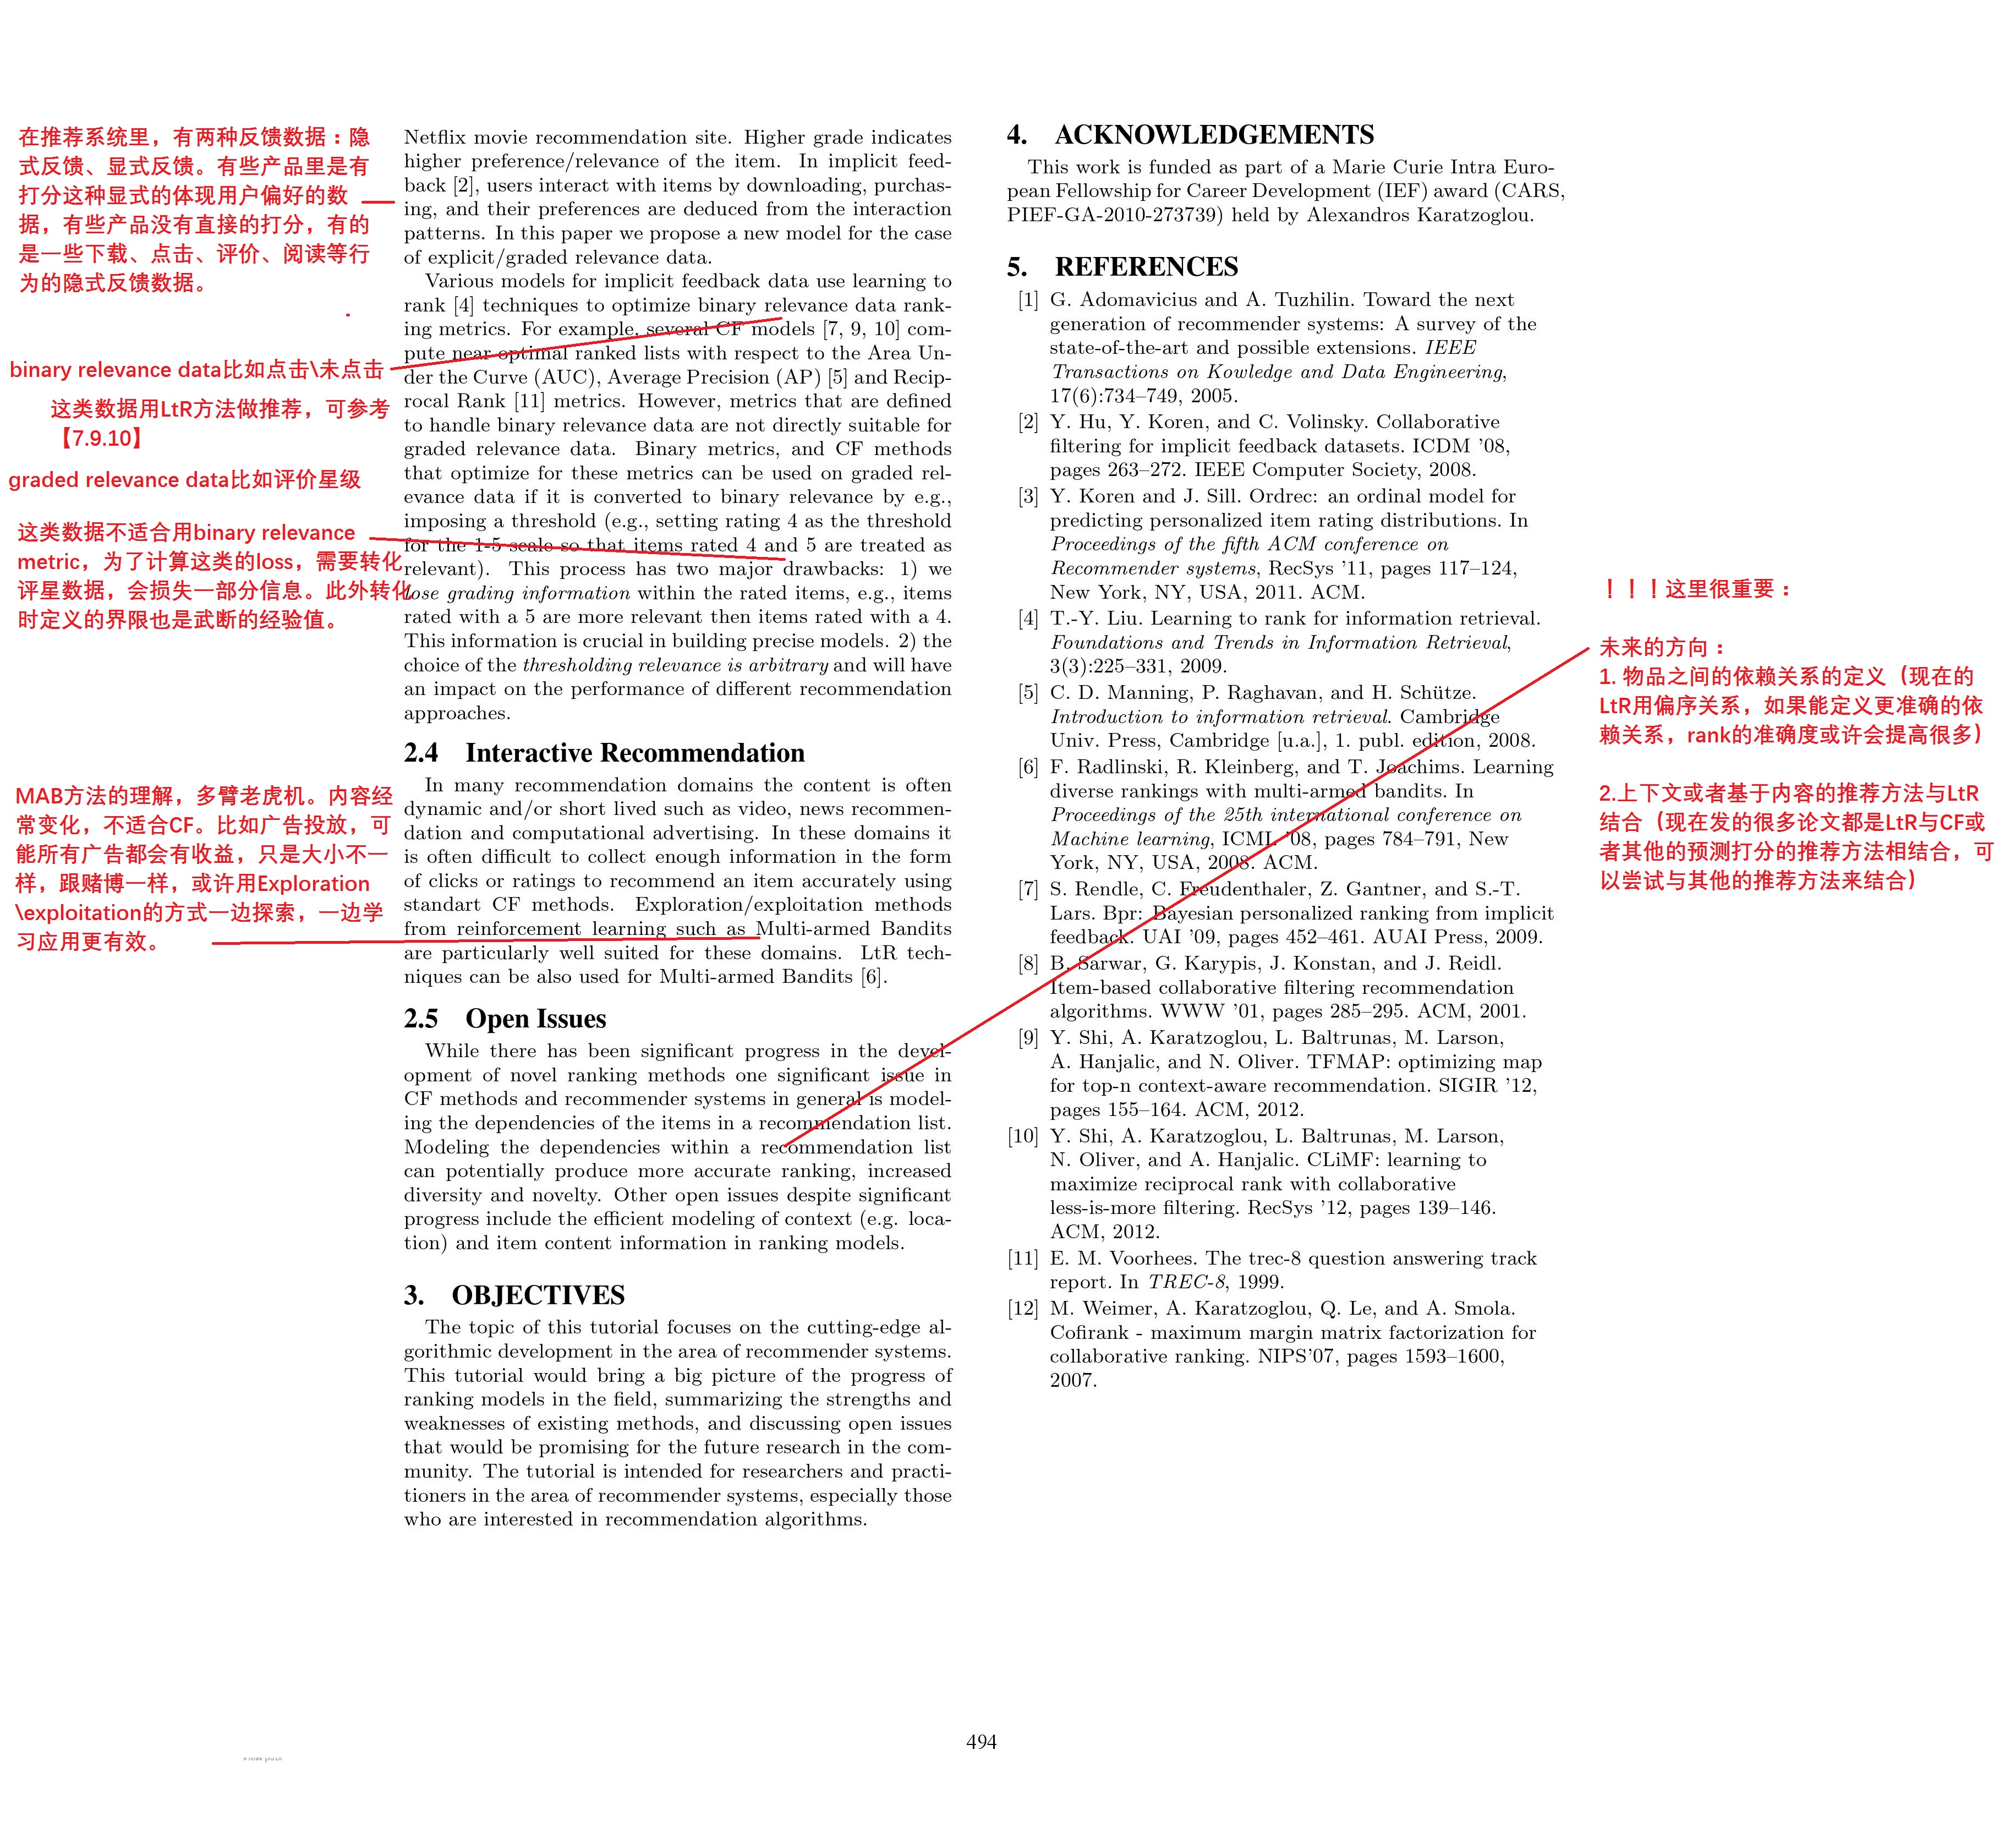 在推荐系统里，有两种反馈数据：隐
式反馈、显式反馈。有些产品里是有
打分这种显式的体现用户偏好的数
据，有些产品没有直接的打分，有的
是一些下载、点击、评价、阅读等行
为的隐式反馈数据。
binary relevance data比如点击\未点击
这类数据用LtR方法做推荐，可参考
【7.9.10】
graded relevance data比如评价星级
这类数据不适合用binary relevance
metric，为了计算这类的loss，需要转化
评星数据，会损失一部分信息。此外转化
时定义的界限也是武断的经验值。
MAB方法的理解，多臂老虎机。内容经
常变化，不适合CF。比如广告投放，可
能所有广告都会有收益，只是大小不一
样，跟赌博一样，或许用Exploration
\exploitation的方式一边探索，一边学
习应用更有效。
Netflix movie recommendation site. Higher grade indicates
higher preference/relevance of the item. In implicit feed-
back [2], users interact with items by downloading, purchas-
ing, and their preferences are deduced from the interaction
patterns. In this paper we propose a new model for the case
of explicit/graded relevance data.
Various models for implicit feedback data use learning to
rank [4] techniques to optimize binary relevance data rank-
ing metrics. For example, several CF models [7, 9, 10] com-
pute near optimal ranked lists with respect to the Area Un-
der the Curve (AUC), Average Precision (AP) [5] and Recip-
rocal Rank [11] metrics. However, metrics that are defined
to handle binary relevance data are not directly suitable for
graded relevance data. Binary metrics, and CF methods
that optimize for these metrics can be used on graded rel-
evance data if it is converted to binary relevance by e.g.,
imposing a threshold (e.g., setting rating 4 as the threshold
for the 1-5 scale so that items rated 4 and 5 are treated as
relevant). This process has two major drawbacks: 1) we
lose grading information within the rated items, e.g., items
rated with a 5 are more relevant then items rated with a 4.
This information is crucial in building precise models. 2) the
choice of the thresholding relevance is arbitrary and will have
an impact on the performance of different recommendation
approaches.
2.4 Interactive Recommendation
In many recommendation domains the content is often
dynamic and/or short lived such as video, news recommen-
dation and computational advertising. In these domains it
is often difficult to collect enough information in the form
of clicks or ratings to recommend an item accurately using
standart CF methods. Exploration/exploitation methods
from reinforcement learning such as Multi-armed Bandits
are particularly well suited for these domains. LtR tech-
niques can be also used for Multi-armed Bandits [6].
2.5 Open Issues
While there has been significant progress in the devel-
opment of novel ranking methods one significant issue in
CF methods and recommender systems in general is model-
ing the dependencies of the items in a recommendation list.
Modeling the dependencies within a recommendation list
can potentially produce more accurate ranking, increased
diversity and novelty. Other open issues despite significant
progress include the efficient modeling of context (e.g. loca-
tion) and item content information in ranking models.
3. OBJECTIVES
The topic of this tutorial focuses on the cutting-edge al-
gorithmic development in the area of recommender systems.
This tutorial would bring a big picture of the progress of
ranking models in the field, summarizing the strengths and
weaknesses of existing methods, and discussing open issues
that would be promising for the future research in the com-
munity. The tutorial is intended for researchers and practi-
tioners in the area of recommender systems, especially those
who are interested in recommendation algorithms.
4. ACKNOWLEDGEMENTS
This work is funded as part of a Marie Curie Intra Euro-
pean Fellowship for Career Development (IEF) award (CARS,
PIEF-GA-2010-273739) held by Alexandros Karatzoglou.
5. REFERENCES
[1] G. Adomavicius and A. Tuzhilin. Toward the next
generation of recommender systems: A survey of the
state-of-the-art and possible extensions. IEEE
Transactions on Kowledge and Data Engineering,
17(6):734–749, 2005.
[2] Y. Hu, Y. Koren, and C. Volinsky. Collaborative
filtering for implicit feedback datasets. ICDM ’08,
pages 263–272. IEEE Computer Society, 2008.
[3] Y. Koren and J. Sill. Ordrec: an ordinal model for
predicting personalized item rating distributions. In
Proceedings of the fifth ACM conference on
Recommender systems, RecSys ’11, pages 117–124,
New York, NY, USA, 2011. ACM.
[4] T.-Y. Liu. Learning to rank for information retrieval.
Foundations and Trends in Information Retrieval,
3(3):225–331, 2009.
[5] C. D. Manning, P. Raghavan, and H. Schütze.
Introduction to information retrieval. Cambridge
Univ. Press, Cambridge [u.a.], 1. publ. edition, 2008.
[6] F. Radlinski, R. Kleinberg, and T. Joachims. Learning
diverse rankings with multi-armed bandits. In
Proceedings of the 25th international conference on
Machine learning, ICML ’08, pages 784–791, New
York, NY, USA, 2008. ACM.
[7] S. Rendle, C. Freudenthaler, Z. Gantner, and S.-T.
Lars. Bpr: Bayesian personalized ranking from implicit
feedback. UAI ’09, pages 452–461. AUAI Press, 2009.
[8] B. Sarwar, G. Karypis, J. Konstan, and J. Reidl.
Item-based collaborative filtering recommendation
algorithms. WWW ’01, pages 285–295. ACM, 2001.
[9] Y. Shi, A. Karatzoglou, L. Baltrunas, M. Larson,
A. Hanjalic, and N. Oliver. TFMAP: optimizing map
for top-n context-aware recommendation. SIGIR ’12,
pages 155–164. ACM, 2012.
[10] Y. Shi, A. Karatzoglou, L. Baltrunas, M. Larson,
N. Oliver, and A. Hanjalic. CLiMF: learning to
maximize reciprocal rank with collaborative
less-is-more filtering. RecSys ’12, pages 139–146.
ACM, 2012.
[11] E. M. Voorhees. The trec-8 question answering track
report. In TREC-8, 1999.
[12] M. Weimer, A. Karatzoglou, Q. Le, and A. Smola.
Cofirank - maximum margin matrix factorization for
collaborative ranking. NIPS’07, pages 1593–1600,
2007.
！！！这里很重要：
未来的方向：
1. 物品之间的依赖关系的定义（现在的
LtR用偏序关系，如果能定义更准确的依
赖关系，rank的准确度或许会提高很多）
2.上下文或者基于内容的推荐方法与LtR
结合（现在发的很多论文都是LtR与CF或
者其他的预测打分的推荐方法相结合，可
以尝试与其他的推荐方法来结合）
494